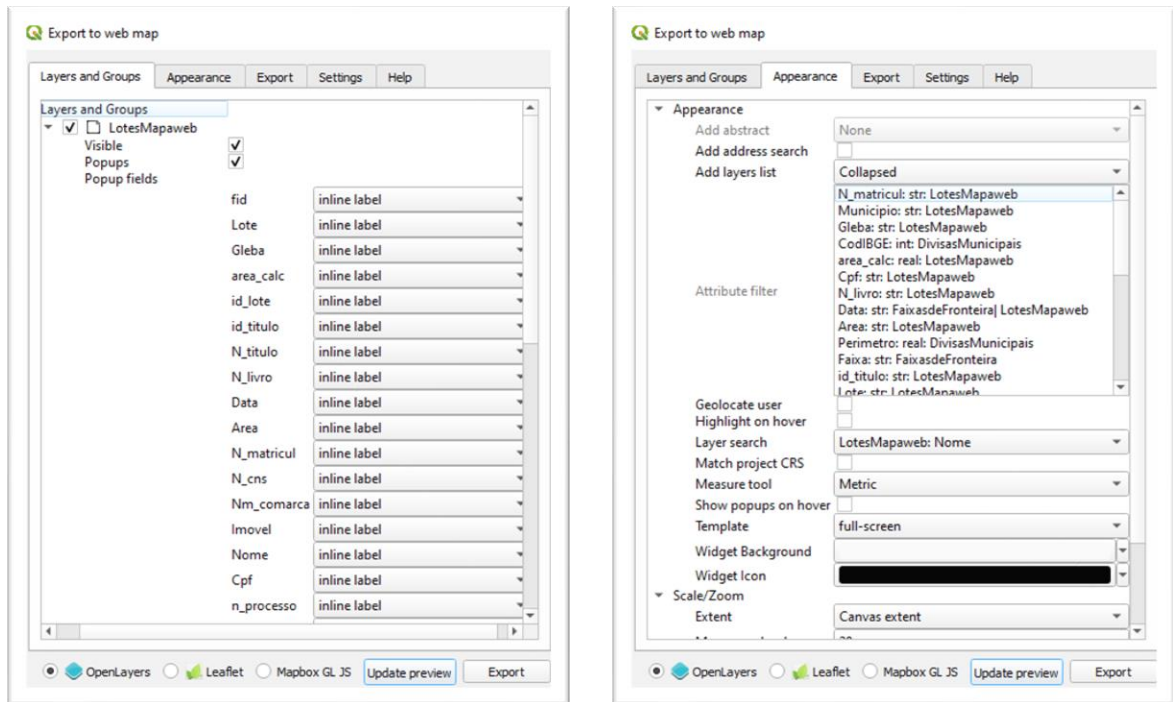 Export to web map
Layers and Groups Appearance Export Settings Help
Layers and Groups
LotesMapaweb
Visible
Popups
Popup fields
fid inline label
Lote inline label
Gleba inline label
area_calc inline label
id_lote inline label
id_titulo inline label
N_titulo inline label
N_livro inline label
Data inline label
Area inline label
N_matricul inline label
N_cns inline label
Nm_comarca inline label
Imovel inline label
Nome inline label
Cpf inline label
n_processo inline label
OpenLayers Leaflet Mapbox GL JS Update preview Export
Export to web map
Layers and Groups Appearance Export Settings Help
Appearance
Add abstract None
Add address search
Add layers list Collapsed
N_matricul: str: LotesMapaweb
Municipio: str: LotesMapaweb
Gleba: str: LotesMapaweb
CodIBGE: int: DivisasMunicipais
area_calc: real: LotesMapaweb
Cpf: str: LotesMapaweb
Attribute filter N_livro: str: LotesMapaweb
Data: str: FaixasdeFronteira| LotesMapaweb
Area: str: LotesMapaweb
Perimetro: real: DivisasMunicipais
Faixa: str: FaixasdeFronteira
id_titulo: str: LotesMapaweb
Lote: str: LotesMapaweb
Geolocate user
Highlight on hover
Layer search LotesMapaweb: Nome
Match project CRS
Measure tool Metric
Show popups on hover
Template full-screen
Widget Background
Widget Icon
Scale/Zoom
Extent Canvas extent
OpenLayers Leaflet Mapbox GL JS Update preview Export